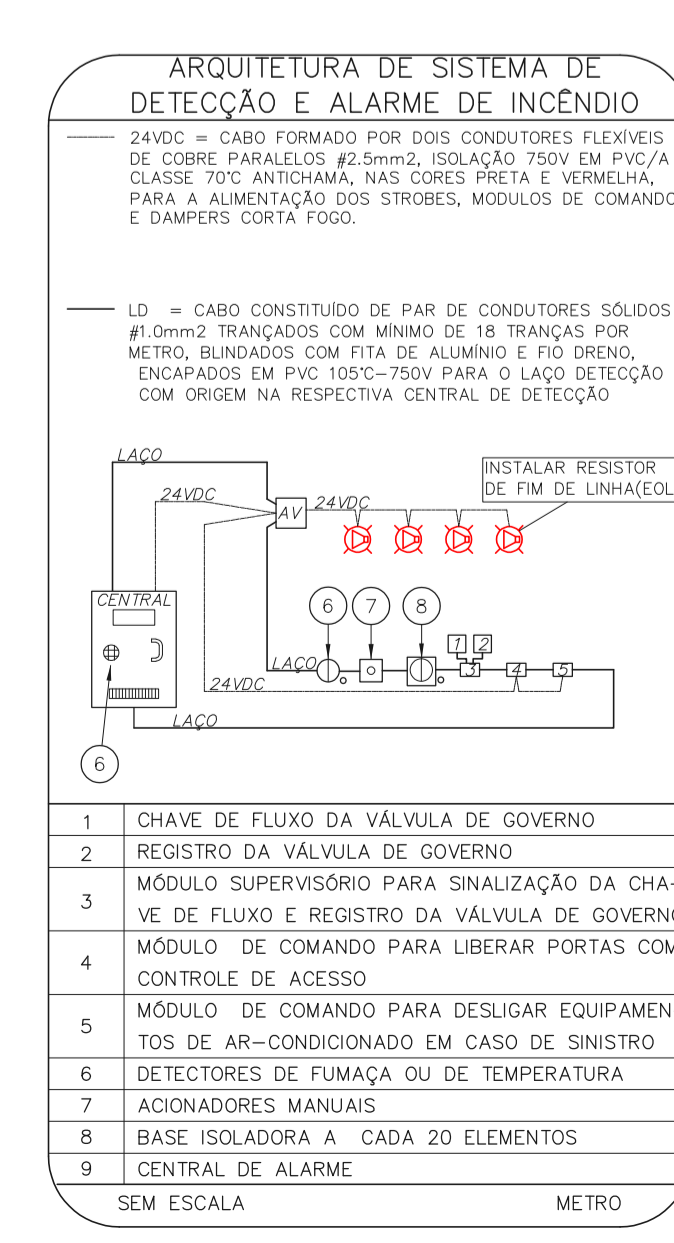 ARQUITETURA DE SISTEMA DE
DETECÇÃO E ALARME DE INCÊNDIO
24VDC = CABO FORMADO POR DOIS CONDUTORES FLEXÍVEIS
DE COBRE PARALELOS #2.5mm2, ISOLAÇÃO 750V EM PVC/A
CLASSE 70°C ANTICHAMA, NAS CORES PRETA E VERMELHA,
PARA A ALIMENTAÇÃO DOS STROBES, MODULOS DE COMANDO
E DAMPERS CORTA FOGO.
LD = CABO CONSTITUÍDO DE PAR DE CONDUTORES SÓLIDOS
#1.0mm2 TRANÇADOS COM MÍNIMO DE 18 TRANÇAS POR
METRO, BLINDADOS COM FITA DE ALUMÍNIO E FIO DRENO,
ENCAPADOS EM PVC 105°C-750V PARA O LAÇO DETECÇÃO
COM ORIGEM NA RESPECTIVA CENTRAL DE DETECÇÃO
LAÇO
INSTALAR RESISTOR
DE FIM DE LINHA(EOL
24VDC
24VDC
AV
CENTRAL
6
7
8
1
2
LAÇO
3
4
5
24VDC
LAÇO
6
1 CHAVE DE FLUXO DA VÁLVULA DE GOVERNO
2 REGISTRO DA VÁLVULA DE GOVERNO
3 MÓDULO SUPERVISÓRIO PARA SINALIZAÇÃO DA CHA-
VE DE FLUXO E REGISTRO DA VÁLVULA DE GOVERNO
4 MÓDULO DE COMANDO PARA LIBERAR PORTAS COM
CONTROLE DE ACESSO
5 MÓDULO DE COMANDO PARA DESLIGAR EQUIPAMEN
TOS DE AR-CONDICIONADO EM CASO DE SINISTRO
6 DETECTORES DE FUMAÇA OU DE TEMPERATURA
7 ACIONADORES MANUAIS
8 BASE ISOLADORA A CADA 20 ELEMENTOS
9 CENTRAL DE ALARME
SEM ESCALA METRO